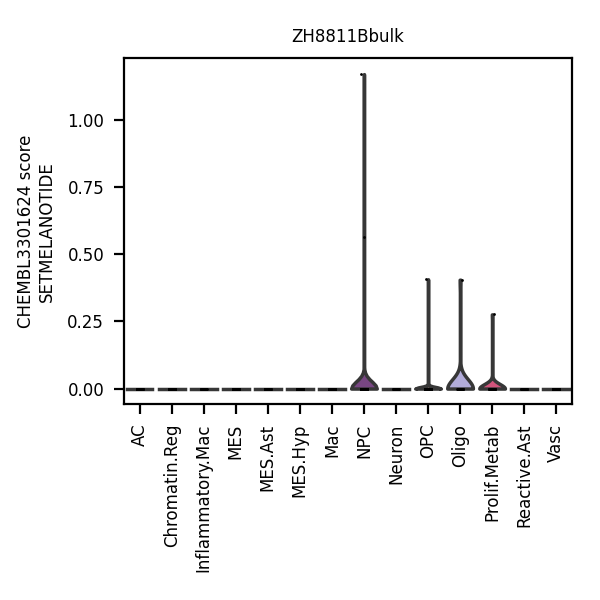 ZH8811Bbulk
CHEMBL3301624 score
SETMELANOTIDE
1.00
0.75
0.50
0.25
0.00
AC
Chromatin.Reg
Inflammatory.Mac
MES
MES.Ast
MES.Hyp
Mac
NPC
Neuron
OPC
Oligo
Prolif.Metab
Reactive.Ast
Vasc